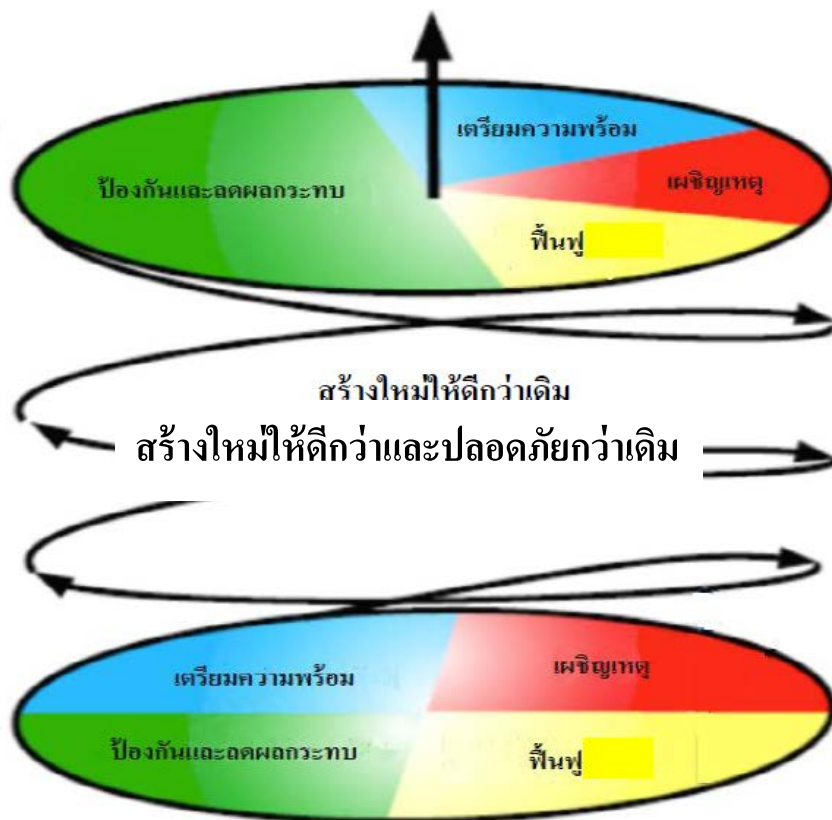 เตรียมความพร้อม
ป้องกันและลดผลกระทบ
เผชิญเหตุ
ฟื้นฟู
สร้างใหม่ให้ดีกว่าเดิม
สร้างใหม่ให้ดีกว่าและปลอดภัยกว่าเดิม
เตรียมความพร้อม
เผชิญเหตุ
ป้องกันและลดผลกระทบ
ฟื้นฟู